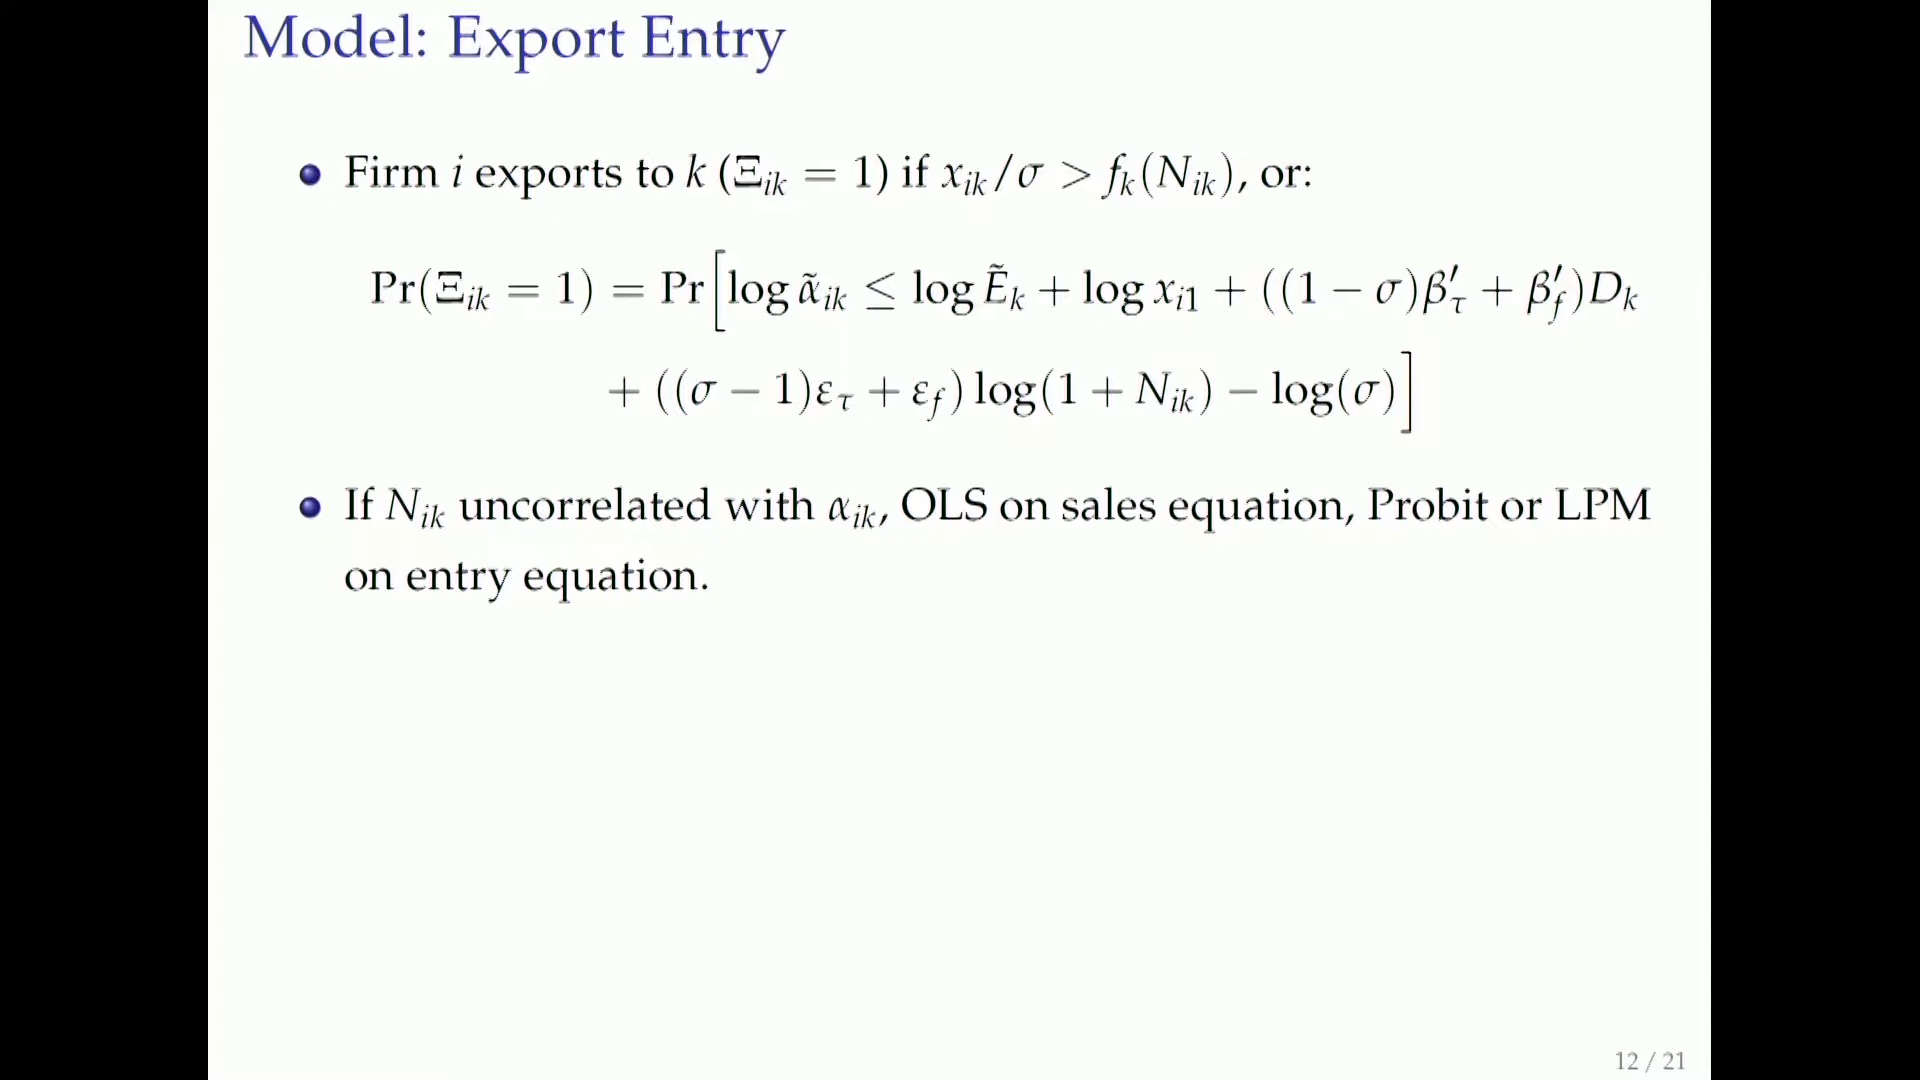 Model: Export Entry
Firm i exports to k (Ξ_ik = 1) if x_ik/σ > f_k(N_ik), or:
Pr(Ξ_ik = 1) = Pr[log α̃_ik ≤ log Ẽ_k + log x_i1 + ((1 − σ)β′_τ + β′_f)D_k
+ ((σ − 1)ε_τ + ε_f) log(1 + N_ik) − log(σ)]
If N_ik uncorrelated with α_ik, OLS on sales equation, Probit or LPM
on entry equation.
12 / 21